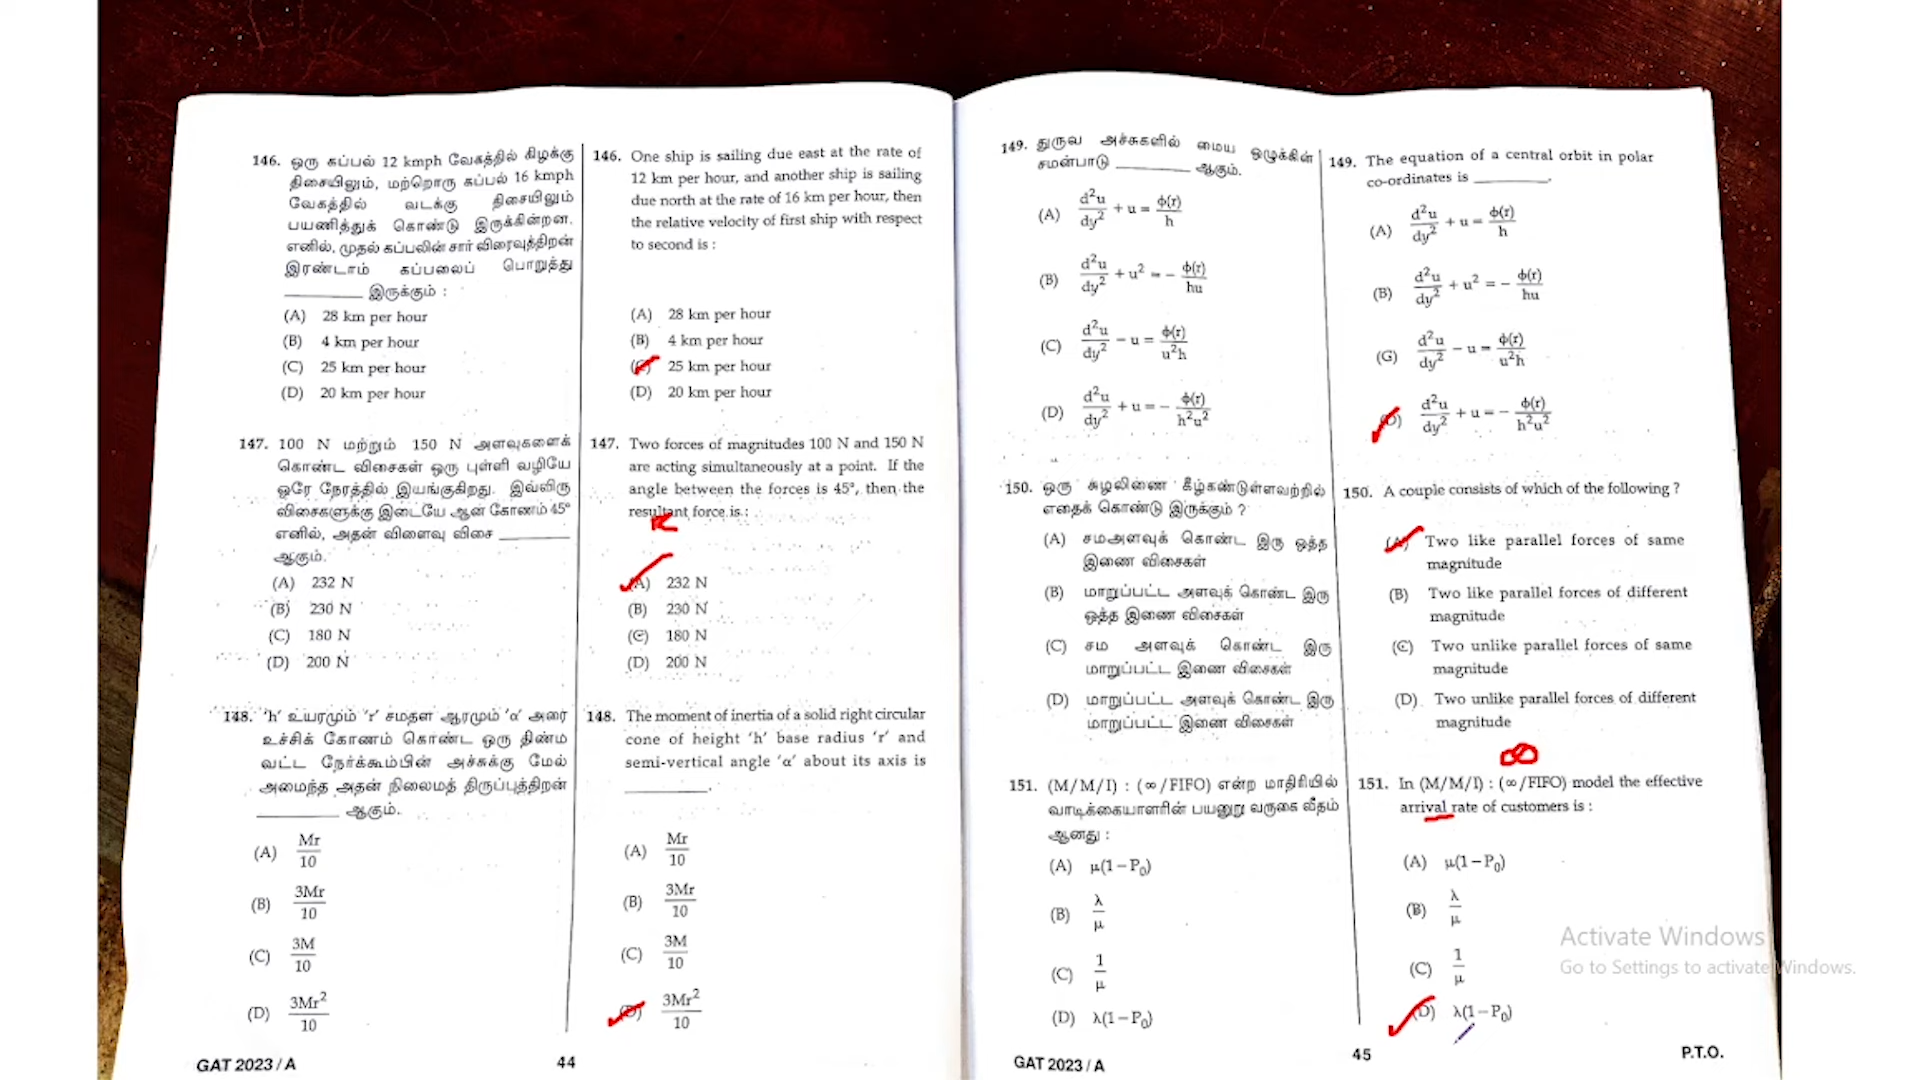 146. ஒரு கப்பல் 12 kmph வேகத்தில் கிழக்கு
திசையிலும், மற்றொரு கப்பல் 16 kmph
வேகத்தில் வடக்கு திசையிலும்
பயணித்துக் கொண்டு இருக்கின்றன.
எனில், முதல் கப்பலின் சார் விரைவுத்திறன்
இரண்டாம் கப்பலைப் பொறுத்து
________ இருக்கும் :
(A) 28 km per hour
(B) 4 km per hour
(C) 25 km per hour
(D) 20 km per hour
147. 100 N மற்றும் 150 N அளவுகளைக்
கொண்ட விசைகள் ஒரு புள்ளி வழியே
ஒரே நேரத்தில் இயங்குகிறது. இவ்விரு
விசைகளுக்கு இடையே ஆன கோணம் 45°
எனில், அதன் விளைவு விசை ________
ஆகும்.
(A) 232 N
(B) 230 N
(C) 180 N
(D) 200 N
148. 'h' உயரமும் 'r' சமதள ஆரமும் 'α' அரை
உச்சிக் கோணம் கொண்ட ஒரு திண்ம
வட்ட நேர்க்கூம்பின் அச்சுக்கு மேல்
அமைந்த அதன் நிலைமத் திருப்புத்திறன்
________ ஆகும்.
(A) Mr/10
(B) 3Mr/10
(C) 3M/10
(D) 3Mr²/10
146. One ship is sailing due east at the rate of
12 km per hour, and another ship is sailing
due north at the rate of 16 km per hour, then
the relative velocity of first ship with respect
to second is :
(A) 28 km per hour
(B) 4 km per hour
(C) 25 km per hour
(D) 20 km per hour
147. Two forces of magnitudes 100 N and 150 N
are acting simultaneously at a point. If the
angle between the forces is 45°, then the
resultant force is :
(A) 232 N
(B) 230 N
(C) 180 N
(D) 200 N
148. The moment of inertia of a solid right circular
cone of height 'h' base radius 'r' and
semi-vertical angle 'α' about its axis is
________.
(A) Mr/10
(B) 3Mr/10
(C) 3M/10
(D) 3Mr²/10
GAT 2023/A 44
149. துருவ அச்சுகளில் மைய ஒழுக்கின்
சமன்பாடு ________ ஆகும்.
(A) d²u/dy² + u = ϕ(r)/h
(B) d²u/dy² + u² = − ϕ(r)/hu
(C) d²u/dy² − u = ϕ(r)/u²h
(D) d²u/dy² + u = − ϕ(r)/h²u²
150. ஒரு சுழலிணை கீழ்கண்டுள்ளவற்றில்
எதைக் கொண்டு இருக்கும் ?
(A) சமஅளவுக் கொண்ட இரு ஒத்த
இணை விசைகள்
(B) மாறுப்பட்ட அளவுக் கொண்ட இரு
ஒத்த இணை விசைகள்
(C) சம அளவுக் கொண்ட இரு
மாறுப்பட்ட இணை விசைகள்
(D) மாறுப்பட்ட அளவுக் கொண்ட இரு
மாறுப்பட்ட இணை விசைகள்
151. (M/M/I) : (∞/FIFO) என்ற மாதிரியில்
வாடிக்கையாளரின் பயனுறு வருகை வீதம்
ஆனது :
(A) μ(1−P₀)
(B) λ/μ
(C) 1/μ
(D) λ(1−P₀)
149. The equation of a central orbit in polar
co-ordinates is ________.
(A) d²u/dy² + u = ϕ(r)/h
(B) d²u/dy² + u² = − ϕ(r)/hu
(G) d²u/dy² − u = ϕ(r)/u²h
(D) d²u/dy² + u = − ϕ(r)/h²u²
150. A couple consists of which of the following ?
(A) Two like parallel forces of same
magnitude
(B) Two like parallel forces of different
magnitude
(C) Two unlike parallel forces of same
magnitude
(D) Two unlike parallel forces of different
magnitude
∞
151. In (M/M/I) : (∞/FIFO) model the effective
arrival rate of customers is :
(A) μ(1−P₀)
(B) λ/μ
(C) 1/μ
(D) λ(1−P₀)
GAT 2023/A 45 P.T.O.
Activate Windows
Go to Settings to activate Windows.